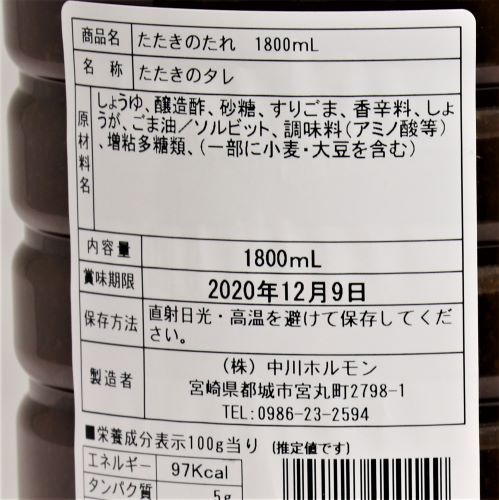 商品名 たたきのたれ 1800mL
名 称 たたきのタレ
原材料名
しょうゆ、醸造酢、砂糖、すりごま、香辛料、しょ
うが、ごま油／ソルビット、調味料（アミノ酸等）
、増粘多糖類、（一部に小麦・大豆を含む）
内容量 1800mL
賞味期限 2020年12月9日
保存方法 直射日光・高温を避けて保存してくだ
さい。
製造者
（株）中川ホルモン
宮崎県都城市宮丸町2798-1
TEL:0986-23-2594
■栄養成分表示100g当り（推定値です）
エネルギー 97Kcal
タンパク質 5g